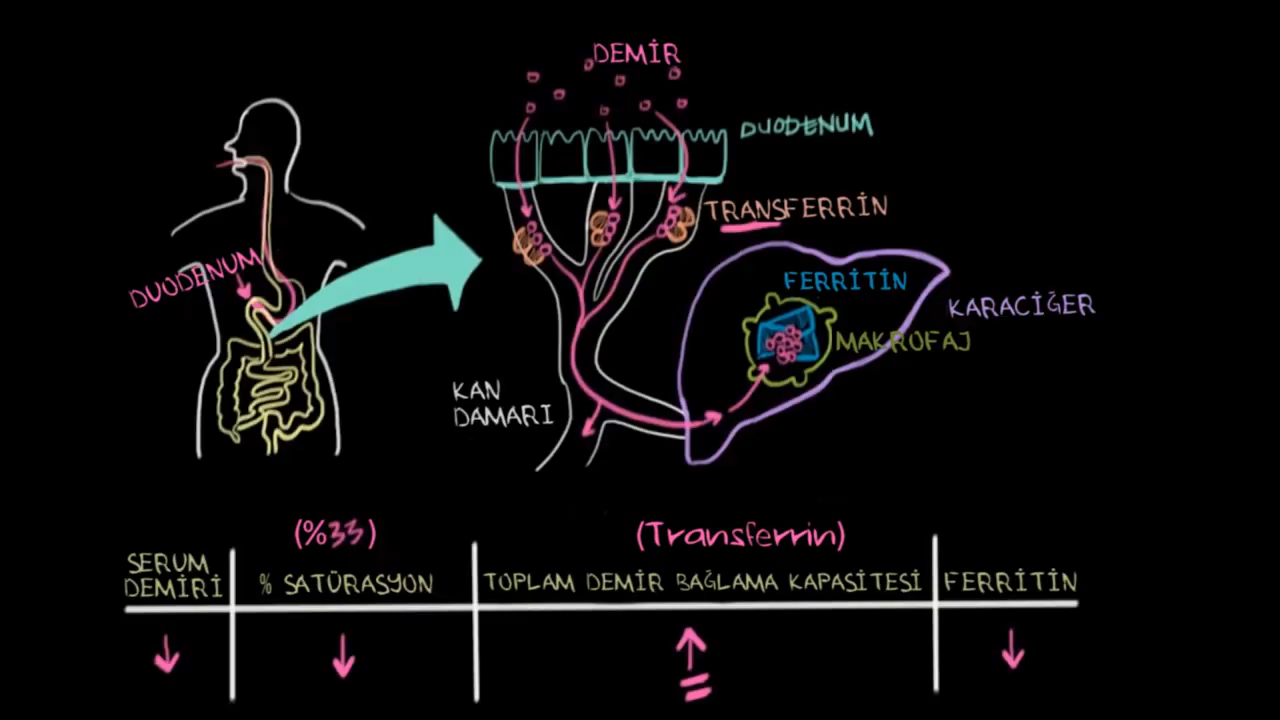 DEMİR
DUODENUM
TRANSFERRİN
DUODENUM
FERRİTİN
KARACİĞER
MAKROFAJ
KAN
DAMARI
(%33)
(Transferrin)
SERUM
DEMİRİ
% SATÜRASYON
TOPLAM DEMİR BAĞLAMA KAPASİTESİ
FERRİTİN